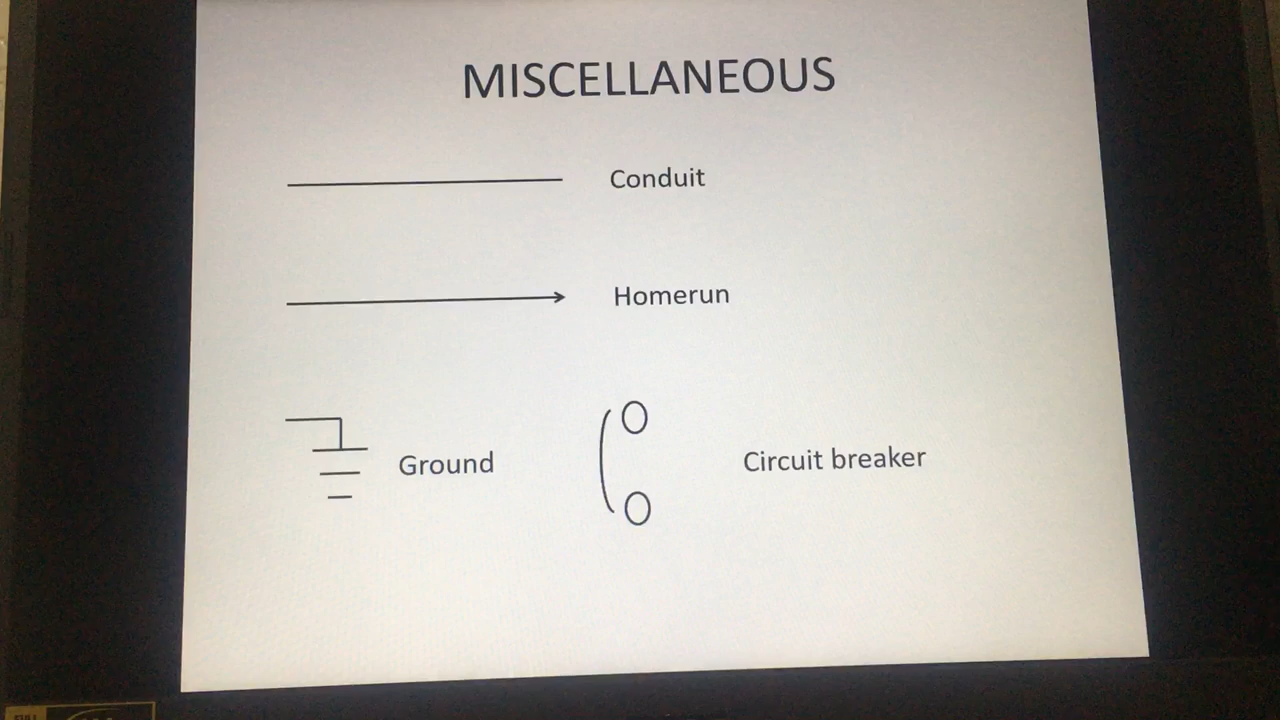 MISCELLANEOUS
Conduit
Homerun
Ground
Circuit breaker